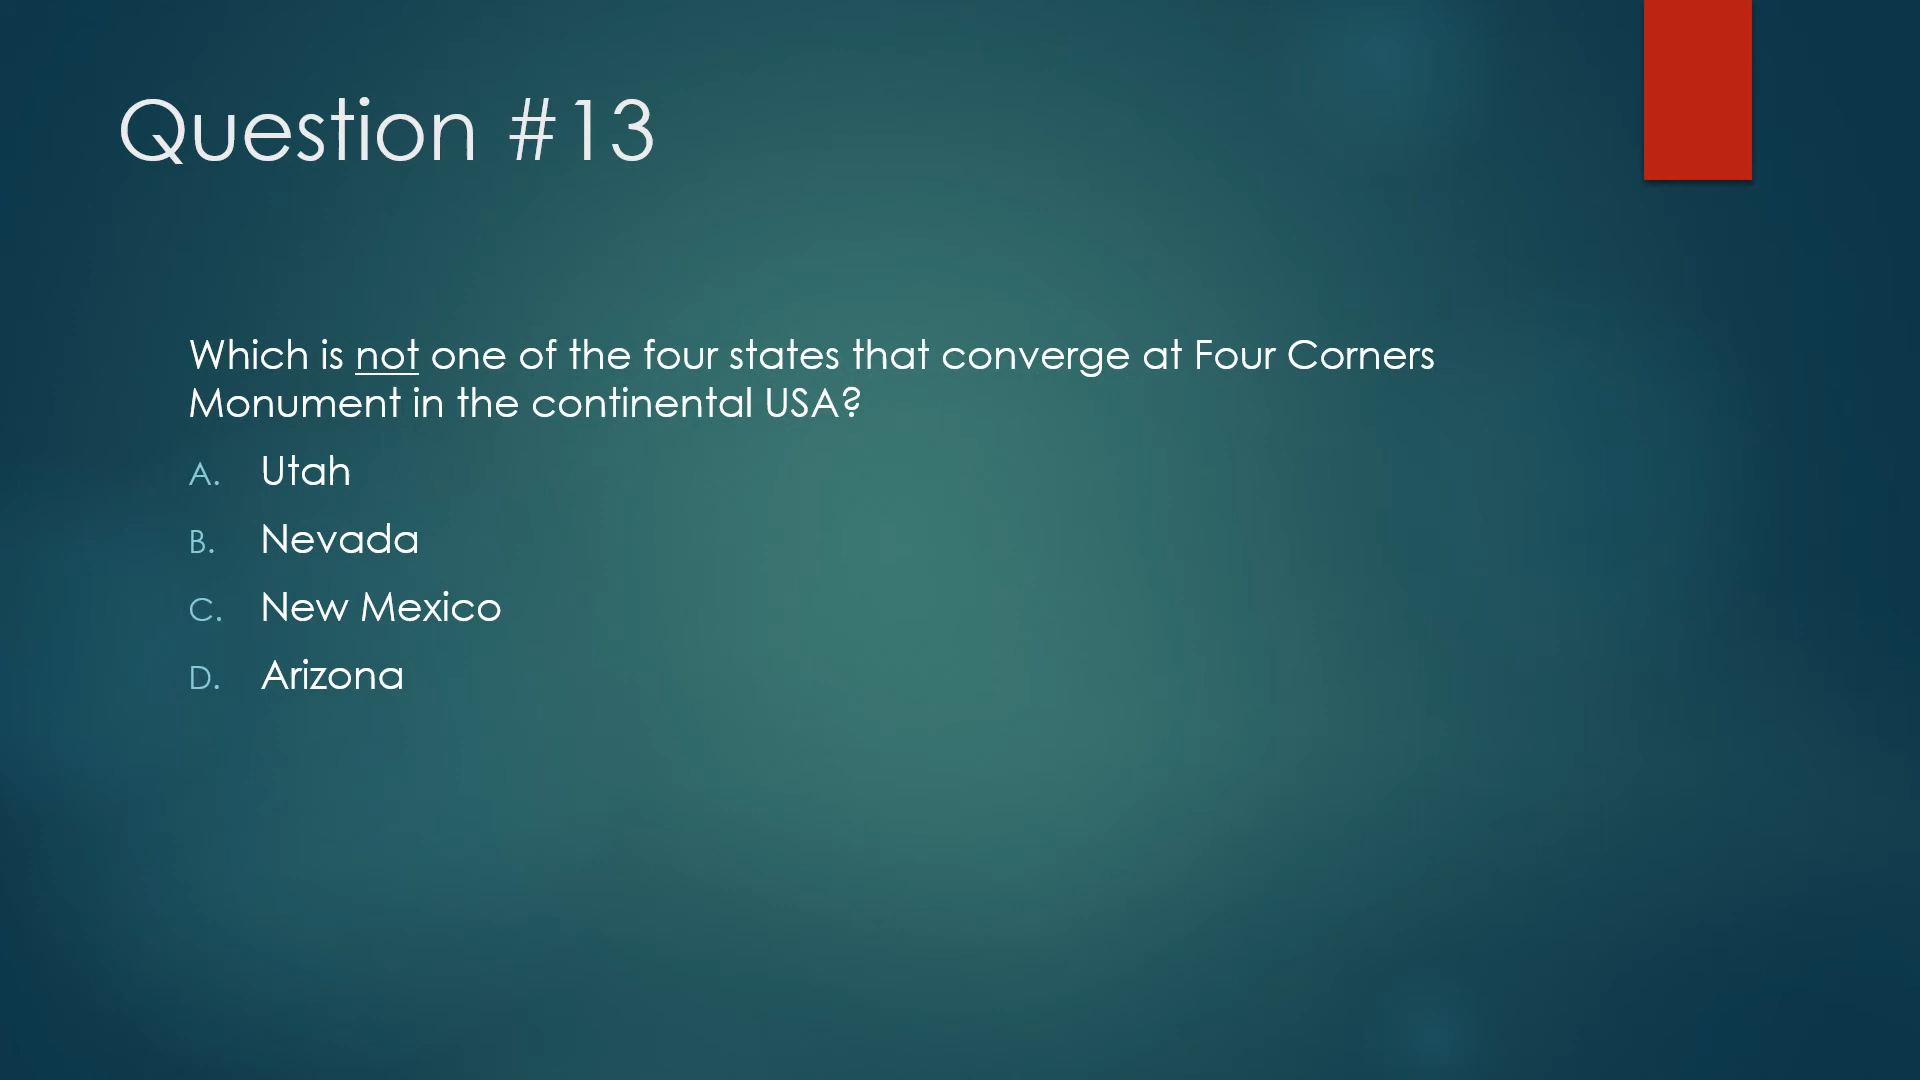 Question #13
Which is not one of the four states that converge at Four Corners
Monument in the continental USA?
A. Utah
B. Nevada
C. New Mexico
D. Arizona